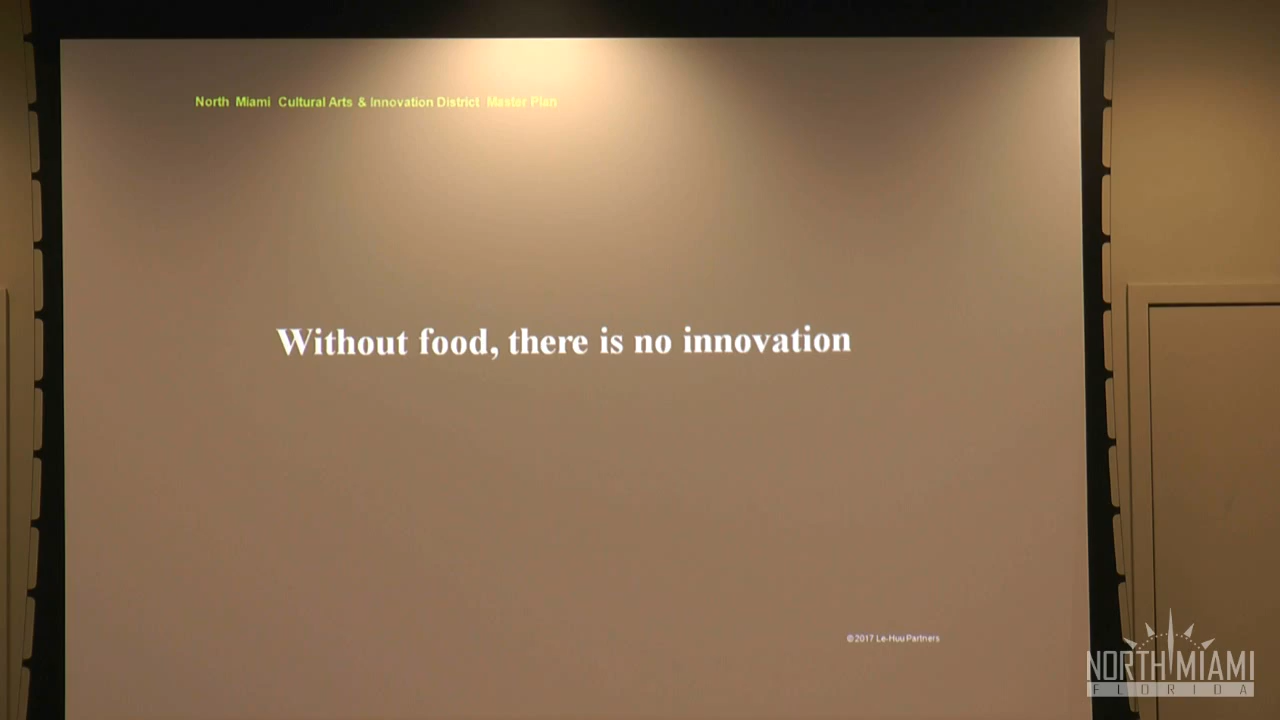 North Miami Cultural Arts & Innovation District Master Plan
Without food, there is no innovation
©2017 Le-Huu Partners
NORTH MIAMI
FLORIDA